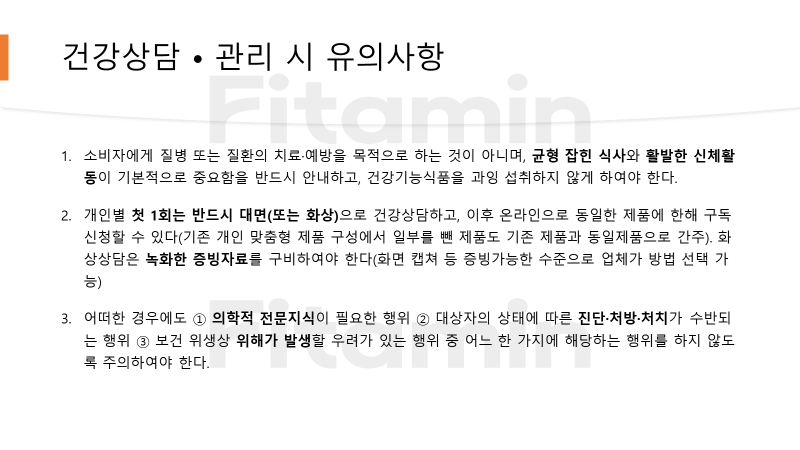 건강상담 • 관리 시 유의사항
Fitamin
1. 소비자에게 질병 또는 질환의 치료·예방을 목적으로 하는 것이 아니며, 균형 잡힌 식사와 활발한 신체활
동이 기본적으로 중요함을 반드시 안내하고, 건강기능식품을 과잉 섭취하지 않게 하여야 한다.
2. 개인별 첫 1회는 반드시 대면(또는 화상)으로 건강상담하고, 이후 온라인으로 동일한 제품에 한해 구독
신청할 수 있다(기존 개인 맞춤형 제품 구성에서 일부를 뺀 제품도 기존 제품과 동일제품으로 간주). 화
상상담은 녹화한 증빙자료를 구비하여야 한다(화면 캡쳐 등 증빙가능한 수준으로 업체가 방법 선택 가
능)
3. 어떠한 경우에도 ① 의학적 전문지식이 필요한 행위 ② 대상자의 상태에 따른 진단·처방·처치가 수반되
는 행위 ③ 보건 위생상 위해가 발생할 우려가 있는 행위 중 어느 한 가지에 해당하는 행위를 하지 않도
록 주의하여야 한다.
Fitamin